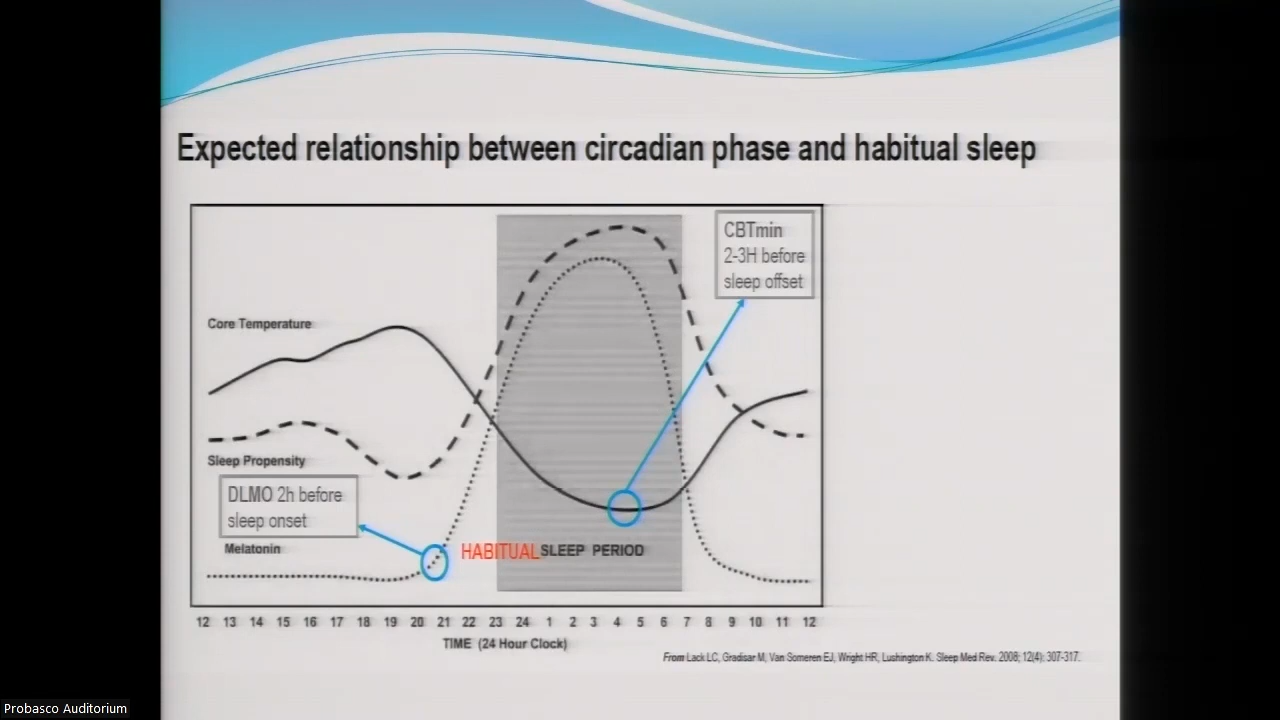 Expected relationship between circadian phase and habitual sleep
CBTmin
2-3H before
sleep offset
Core Temperature
Sleep Propensity
DLMO 2h before
sleep onset
Melatonin
HABITUAL SLEEP PERIOD
12 13 14 15 16 17 18 19 20 21 22 23 24 1 2 3 4 5 6 7 8 9 10 11 12
TIME (24 Hour Clock)
From Lack LC, Gradisar M, Van Someren EJ, Wright HR, Lushington K. Sleep Med Rev. 2008; 12(4): 307-317.
Probasco Auditorium